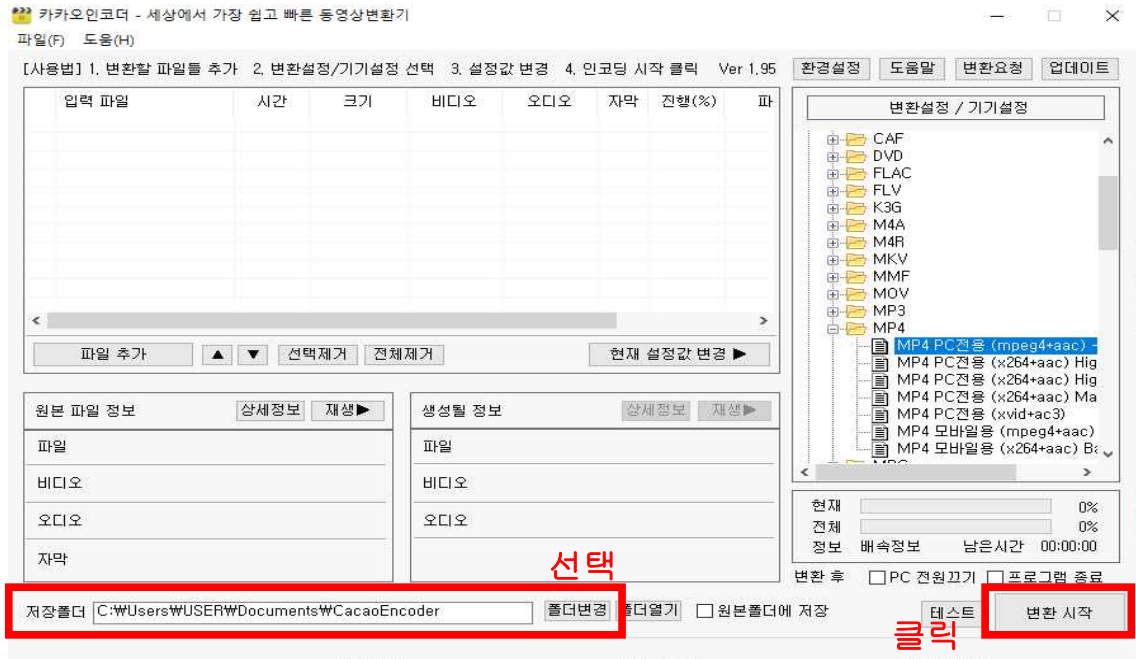 카카오인코더 - 세상에서 가장 쉽고 빠른 동영상변환기
파일(F) 도움(H)
[사용법] 1. 변환할 파일들 추가 2. 변환설정/기기설정 선택 3. 설정값 변경 4. 인코딩 시작 클릭 Ver 1.95
환경설정 도움말 변환요청 업데이트
입력 파일 시간 크기 비디오 오디오 자막 진행(%) 파
변환설정 / 기기설정
CAF
DVD
FLAC
FLV
K3G
M4A
M4R
MKV
MMF
MOV
MP3
MP4
MP4 PC전용 (mpeg4+aac) -
MP4 PC전용 (x264+aac) Hig
MP4 PC전용 (x264+aac) Hig
MP4 PC전용 (x264+aac) Ma
MP4 PC전용 (xvid+ac3)
MP4 모바일용 (mpeg4+aac)
MP4 모바일용 (x264+aac) Ba
파일 추가 ▲ ▼ 선택제거 전체제거 현재 설정값 변경 ▶
원본 파일 정보 상세정보 재생▶
파일
비디오
오디오
자막
생성될 정보 상세정보 재생▶
파일
비디오
오디오
현재 0%
전체 0%
정보 배속정보 남은시간 00:00:00
변환 후 PC 전원끄기 프로그램 종료
선택
저장폴더 C:₩Users₩USER₩Documents₩CacaoEncoder 폴더변경 폴더열기 원본폴더에 저장 테스트 변환 시작
클릭